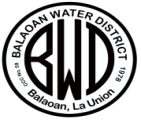 BALAOAN WATER DISTRICT
BWD
1978
Balaoan, La Union